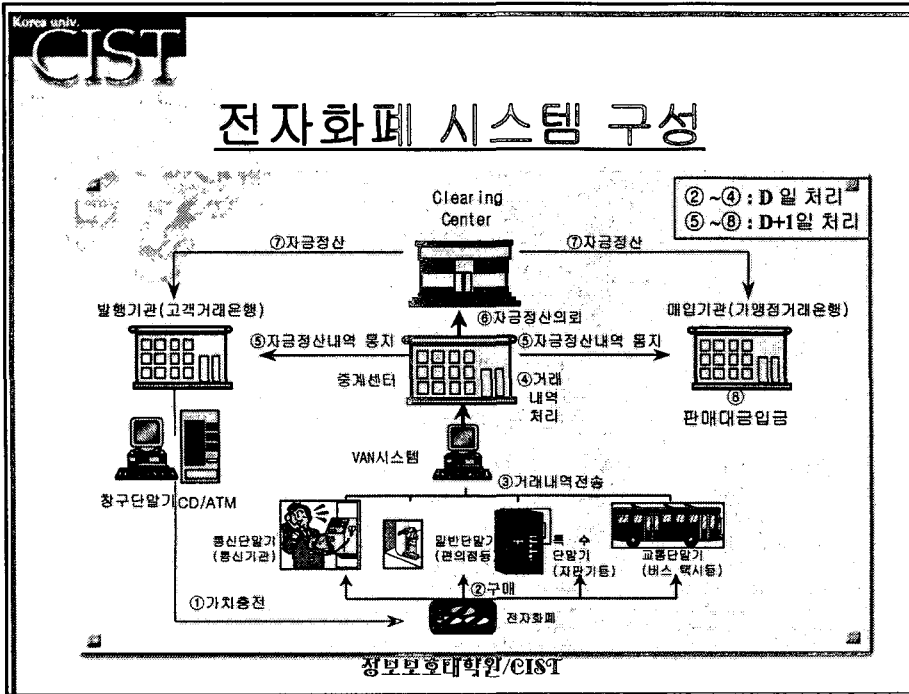 Korea univ.
CIST
전자화폐 시스템 구성
②~④ : D 일 처리
⑤~⑧ : D+1일 처리
Clearing
Center
⑦자금정산
⑦자금정산
발행기관(고객거래은행)
매입기관(가맹점거래은행)
⑥자금정산의뢰
⑤자금정산내역 통지
⑤자금정산내역 통지
중계센터
④거래
내역
처리
⑧
판매대금입금
VAN시스템
창구단말기
CD/ATM
③거래내역전송
통신단말기
(통신기관)
일반단말기
(편의점등)
특 수
단말기
(자판기등)
교통단말기
(버스 택시등)
②구매
①가치충전
전자화폐
정보보호대학원/CIST